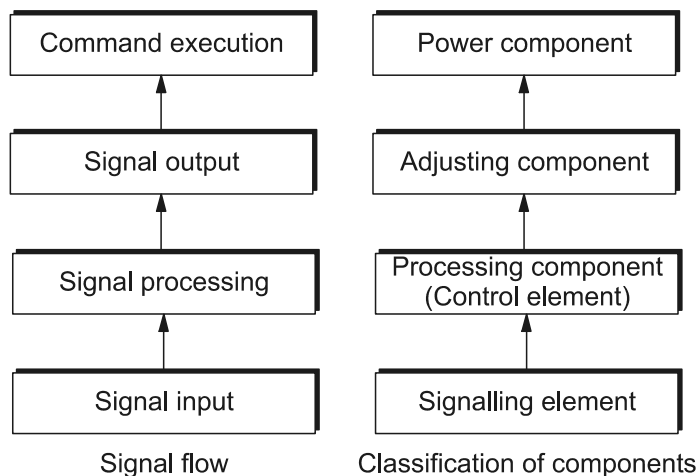 Command execution
Signal output
Signal processing
Signal input
Signal flow
Power component
Adjusting component
Processing component
(Control element)
Signalling element
Classification of components